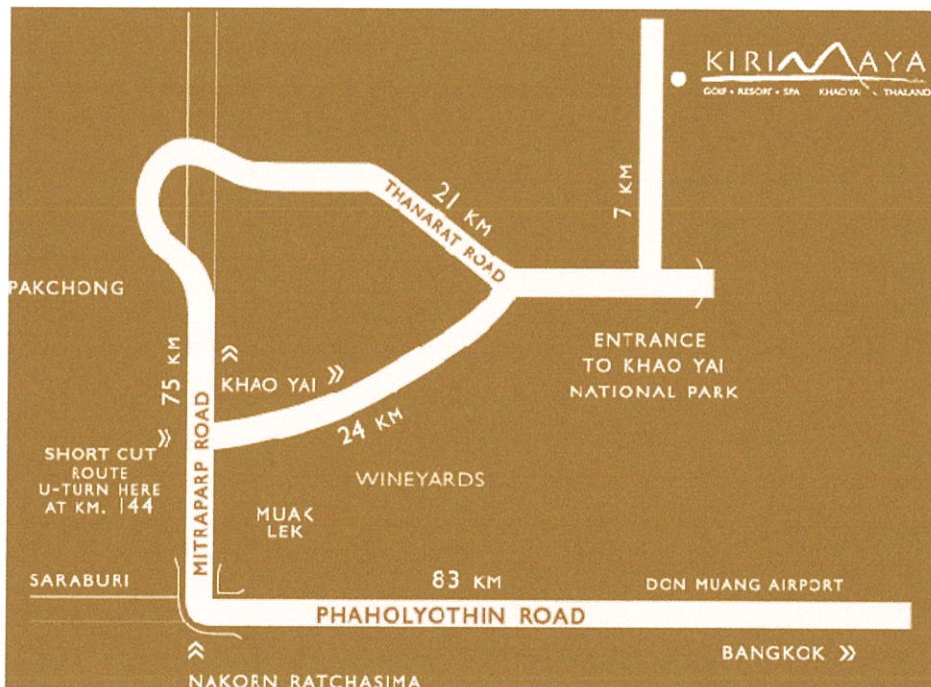 KIRIMAYA
GOLF • RESORT • SPA KHAO YAI THAILAND
21 KM
THANARAT ROAD
7 KM
PAKCHONG
ENTRANCE
TO KHAO YAI
NATIONAL PARK
75 KM
KHAO YAI »
24 KM
MITRAPARP ROAD
SHORT CUT »
ROUTE
U-TURN HERE
AT KM. 144
WINEYARDS
MUAK
LEK
SARABURI
83 KM
DON MUANG AIRPORT
PHAHOLYOTHIN ROAD
BANGKOK »
NAKORN RATCHASIMA